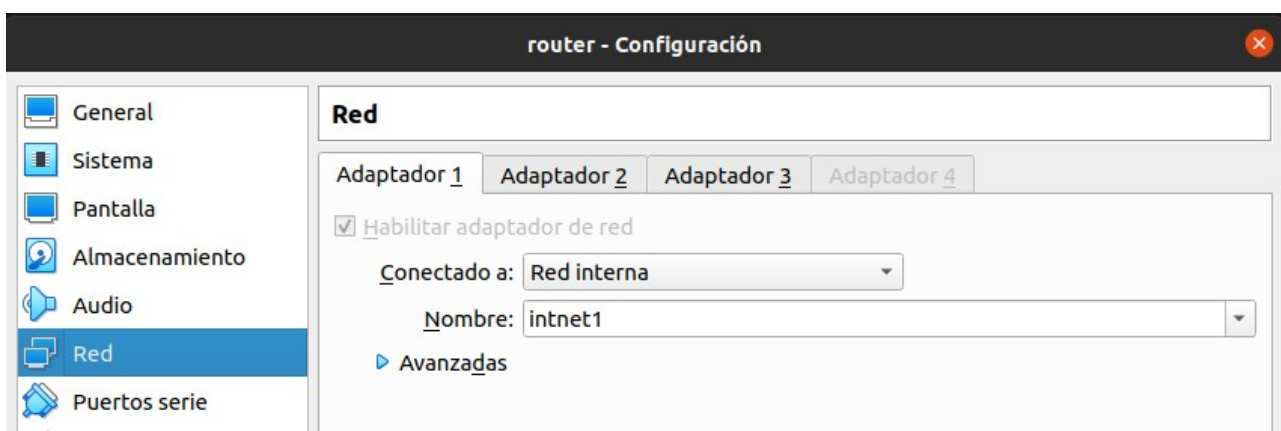 router - Configuración
General
Sistema
Pantalla
Almacenamiento
Audio
Red
Puertos serie
Red
Adaptador 1 Adaptador 2 Adaptador 3 Adaptador 4
Habilitar adaptador de red
Conectado a: Red interna
Nombre: intnet1
Avanzadas